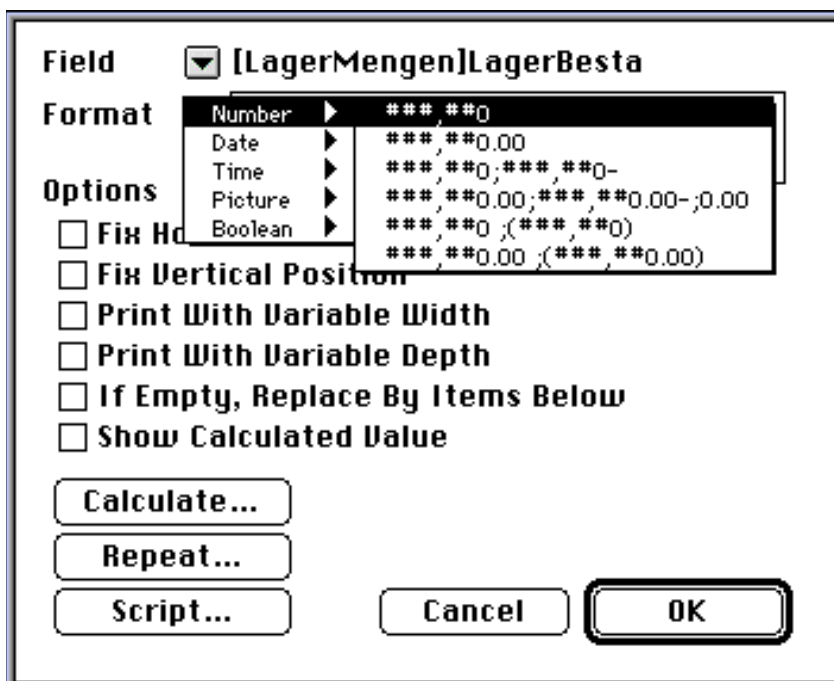 Field [LagerMengen]LagerBesta
Format
Number ###,##0
Date ###,##0.00
Time ###,##0;###,##0-
Picture ###,##0.00;###,##0.00-;0.00
Boolean ###,##0 ;(###,##0)
###,##0.00 ;(###,##0.00)
Options
Fix
Fix Vertical Position
Print With Variable Width
Print With Variable Depth
If Empty, Replace By Items Below
Show Calculated Value
Calculate...
Repeat...
Script...
Cancel
OK